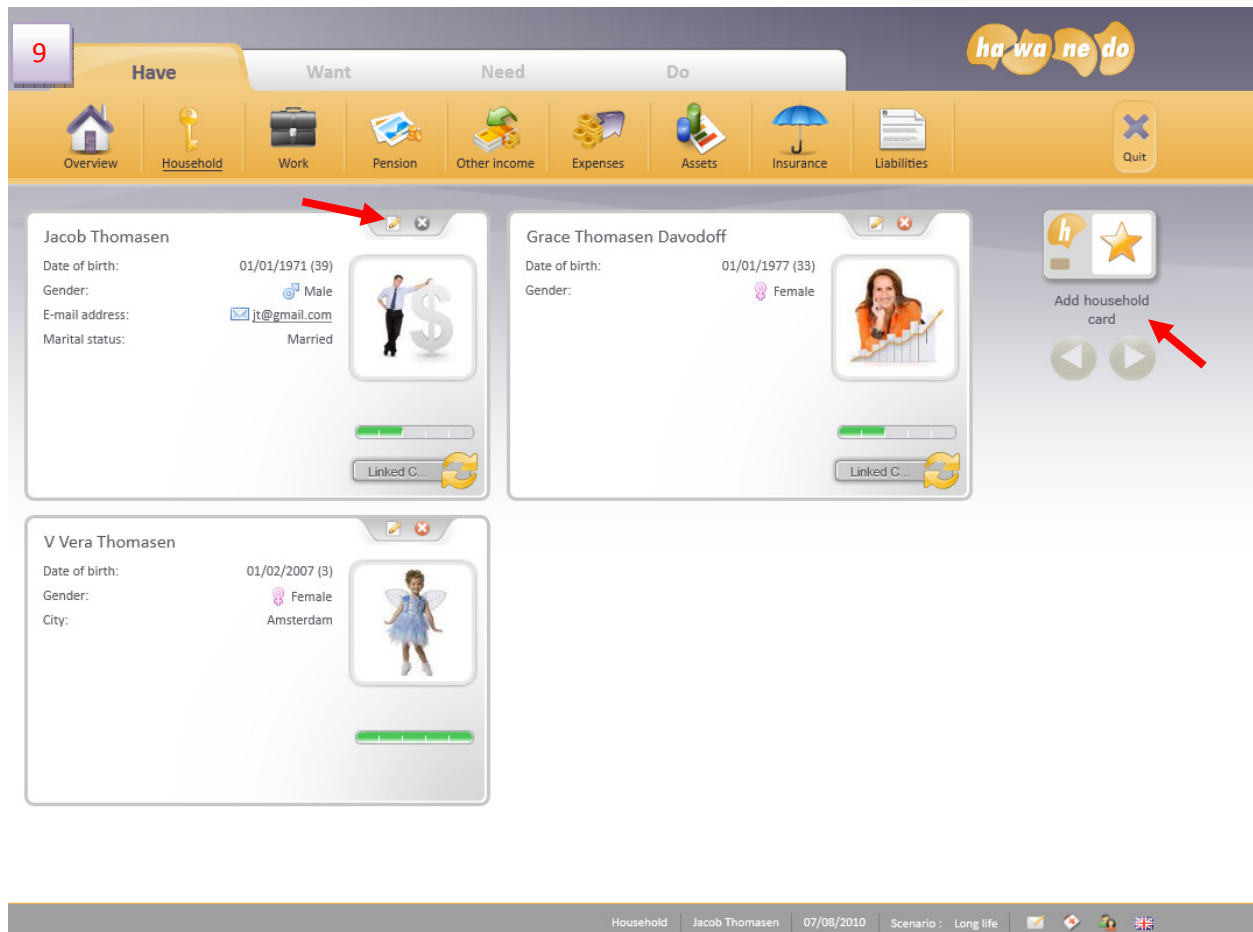 9
ha wa ne do
Have Want Need Do
Overview Household Work Pension Other income Expenses Assets Insurance Liabilities Quit
Jacob Thomasen
Date of birth: 01/01/1971 (39)
Gender: Male
E-mail address: jt@gmail.com
Marital status: Married
Linked C...
Grace Thomasen Davodoff
Date of birth: 01/01/1977 (33)
Gender: Female
Linked C...
h
Add household
card
V Vera Thomasen
Date of birth: 01/02/2007 (3)
Gender: Female
City: Amsterdam
Household Jacob Thomasen 07/08/2010 Scenario : Long life